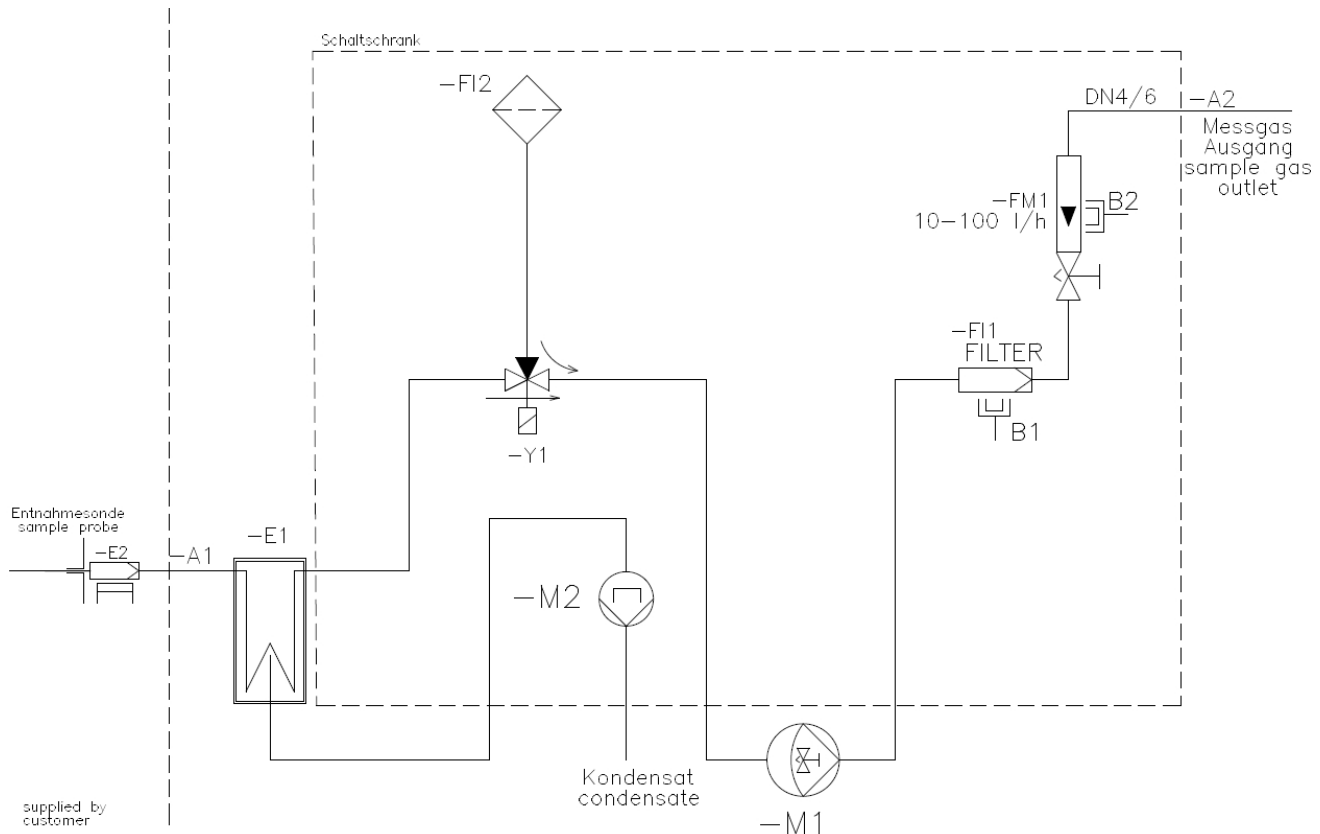 Schaltschrank
-FI2
DN4/6
-A2
Messgas
Ausgang
sample gas
outlet
-FM1
10-100 l/h
B2
-FI1
FILTER
B1
-Y1
Entnahmesonde
sample probe
-E2
-A1
-E1
-M2
Kondensat
condensate
-M1
supplied by
customer